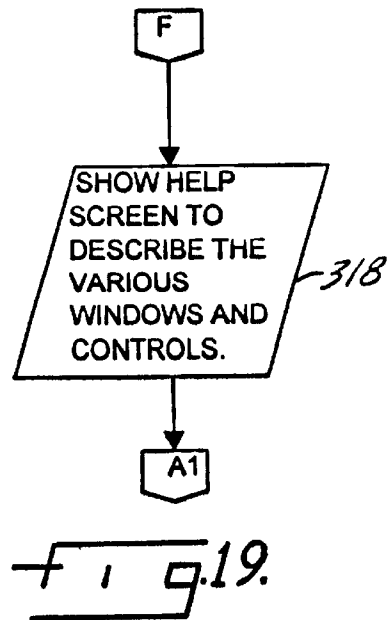 F
SHOW HELP
SCREEN TO
DESCRIBE THE
VARIOUS
WINDOWS AND
CONTROLS.
318
A1
fig.19.